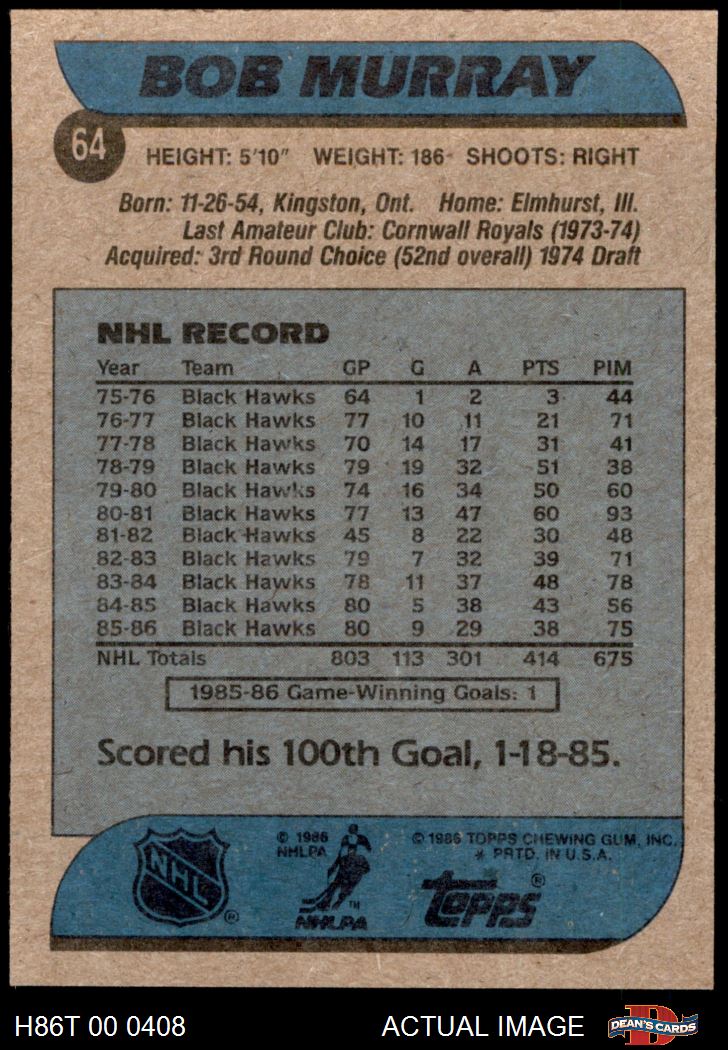 BOB MURRAY
64
HEIGHT: 5'10" WEIGHT: 186 SHOOTS: RIGHT
Born: 11-26-54, Kingston, Ont. Home: Elmhurst, Ill.
Last Amateur Club: Cornwall Royals (1973-74)
Acquired: 3rd Round Choice (52nd overall) 1974 Draft
NHL RECORD
Year Team GP G A PTS PIM
75-76 Black Hawks 64 1 2 3 44
76-77 Black Hawks 77 10 11 21 71
77-78 Black Hawks 70 14 17 31 41
78-79 Black Hawks 79 19 32 51 38
79-80 Black Hawks 74 16 34 50 60
80-81 Black Hawks 77 13 47 60 93
81-82 Black Hawks 45 8 22 30 48
82-83 Black Hawks 79 7 32 39 71
83-84 Black Hawks 78 11 37 48 78
84-85 Black Hawks 80 5 38 43 56
85-86 Black Hawks 80 9 29 38 75
NHL Totals 803 113 301 414 675
1985-86 Game-Winning Goals: 1
Scored his 100th Goal, 1-18-85.
NHL ®
© 1986
NHLPA
™
NHLPA
© 1986 TOPPS CHEWING GUM, INC.
* PRTD. IN U.S.A.
topps ®
H86T 00 0408 ACTUAL IMAGE
D
DEAN'S CARDS